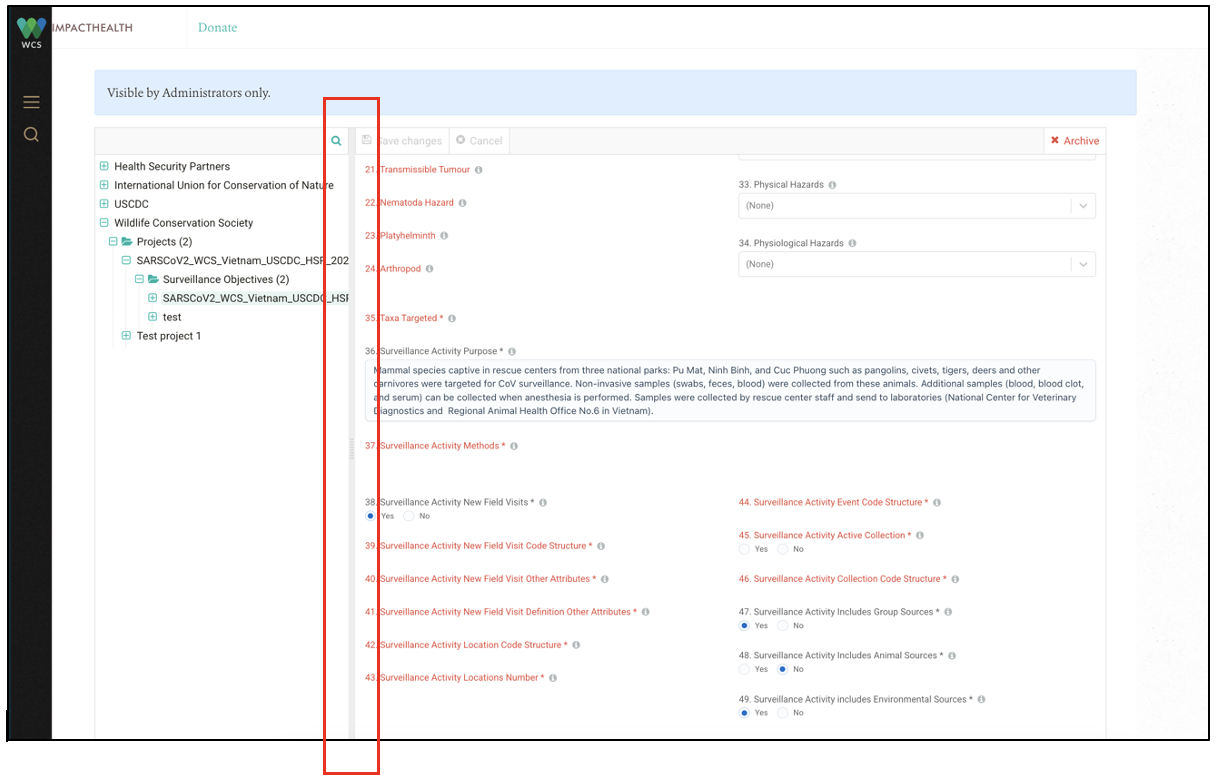 WCS
IMPACTHEALTH
Donate
Visible by Administrators only.
Save changes
Cancel
Archive
Health Security Partners
International Union for Conservation of Nature
USCDC
Wildlife Conservation Society
Projects (2)
SARSCoV2_WCS_Vietnam_USCDC_HSP_202
Surveillance Objectives (2)
SARSCoV2_WCS_Vietnam_USCDC_HSP
test
Test project 1
21. Transmissible Tumour
22. Nematoda Hazard
23. Platyhelminth
24. Arthropod
33. Physical Hazards
(None)
34. Physiological Hazards
(None)
35. Taxa Targeted *
36. Surveillance Activity Purpose *
Mammal species captive in rescue centers from three national parks: Pu Mat, Ninh Binh, and Cuc Phuong such as pangolins, civets, tigers, deers and other
carnivores were targeted for CoV surveillance. Non-invasive samples (swabs, feces, blood) were collected from these animals. Additional samples (blood, blood clot,
and serum) can be collected when anesthesia is performed. Samples were collected by rescue center staff and send to laboratories (National Center for Veterinary
Diagnostics and Regional Animal Health Office No.6 in Vietnam).
37. Surveillance Activity Methods *
38. Surveillance Activity New Field Visits *
Yes No
39. Surveillance Activity New Field Visit Code Structure *
40. Surveillance Activity New Field Visit Other Attributes *
41. Surveillance Activity New Field Visit Definition Other Attributes *
42. Surveillance Activity Location Code Structure *
43. Surveillance Activity Locations Number *
44. Surveillance Activity Event Code Structure *
45. Surveillance Activity Active Collection *
Yes No
46. Surveillance Activity Collection Code Structure *
47. Surveillance Activity Includes Group Sources *
Yes No
48. Surveillance Activity Includes Animal Sources *
Yes No
49. Surveillance Activity includes Environmental Sources *
Yes No